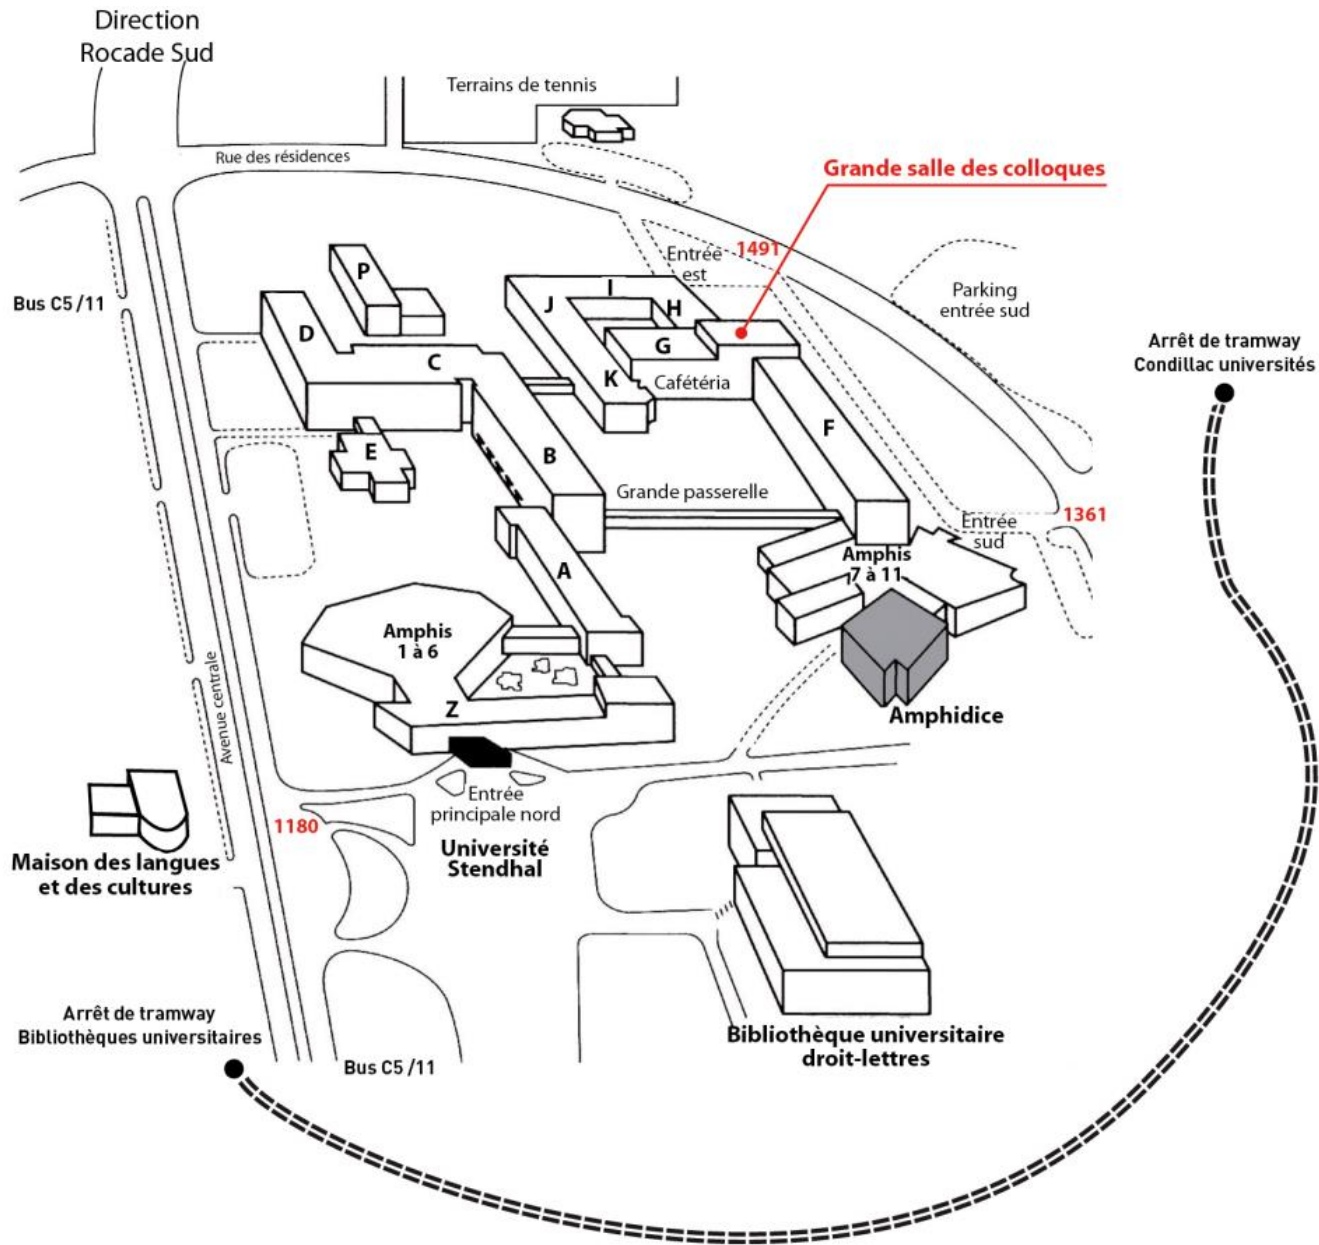 Direction
Rocade Sud
Terrains de tennis
Rue des résidences
Grande salle des colloques
Entrée
est
1491
Parking
entrée sud
Bus C5 /11
P
D
C
J
I
H
G
K
Cafétéria
F
Arrêt de tramway
Condillac universités
E
B
Grande passerelle
Entrée
sud
1361
A
Amphis
7 à 11
Amphis
1 à 6
Z
Amphidice
Avenue centrale
Entrée
principale nord
Université
Stendhal
1180
Maison des langues
et des cultures
Arrêt de tramway
Bibliothèques universitaires
Bus C5 /11
Bibliothèque universitaire
droit-lettres